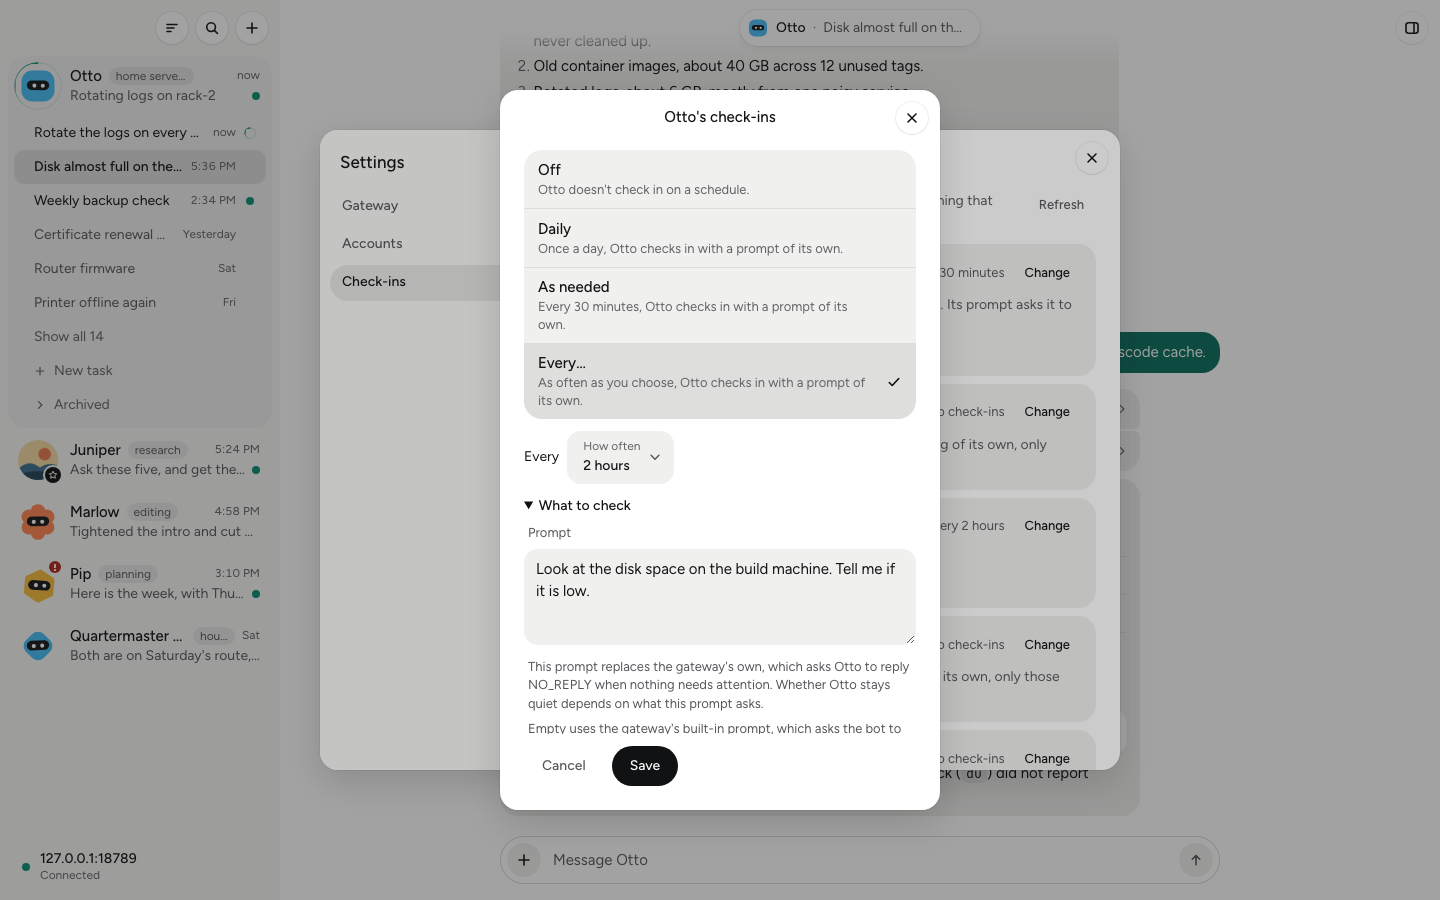 Otto home serve... now
Rotating logs on rack-2
Rotate the logs on every ... now
Disk almost full on the... 5:36 PM
Weekly backup check 2:34 PM
Certificate renewal ... Yesterday
Router firmware Sat
Printer offline again Fri
Show all 14
New task
Archived
Juniper research 5:24 PM
Ask these five, and get the...
Marlow editing 4:58 PM
Tightened the intro and cut ...
Pip planning 3:10 PM
Here is the week, with Thu...
Quartermaster ... hou... Sat
Both are on Saturday's route,...
127.0.0.1:18789
Connected
Otto · Disk almost full on th...
never cleaned up.
2. Old container images, about 40 GB across 12 unused tags.
Settings
Gateway
Accounts
Check-ins
Otto's check-ins
Off
Otto doesn't check in on a schedule.
Daily
Once a day, Otto checks in with a prompt of its own.
As needed
Every 30 minutes, Otto checks in with a prompt of its
own.
Every...
As often as you choose, Otto checks in with a prompt of
its own.
Every
How often
2 hours
What to check
Prompt
Look at the disk space on the build machine. Tell me if
it is low.
This prompt replaces the gateway's own, which asks Otto to reply
NO_REPLY when nothing needs attention. Whether Otto stays
quiet depends on what this prompt asks.
Empty uses the gateway's built-in prompt, which asks the bot to
Cancel
Save
that
Refresh
30 minutes Change
. Its prompt asks it to
check-ins Change
g of its own, only
2 hours Change
check-ins Change
its own, only those
check-ins Change
scode cache.
(du) did not report
Message Otto